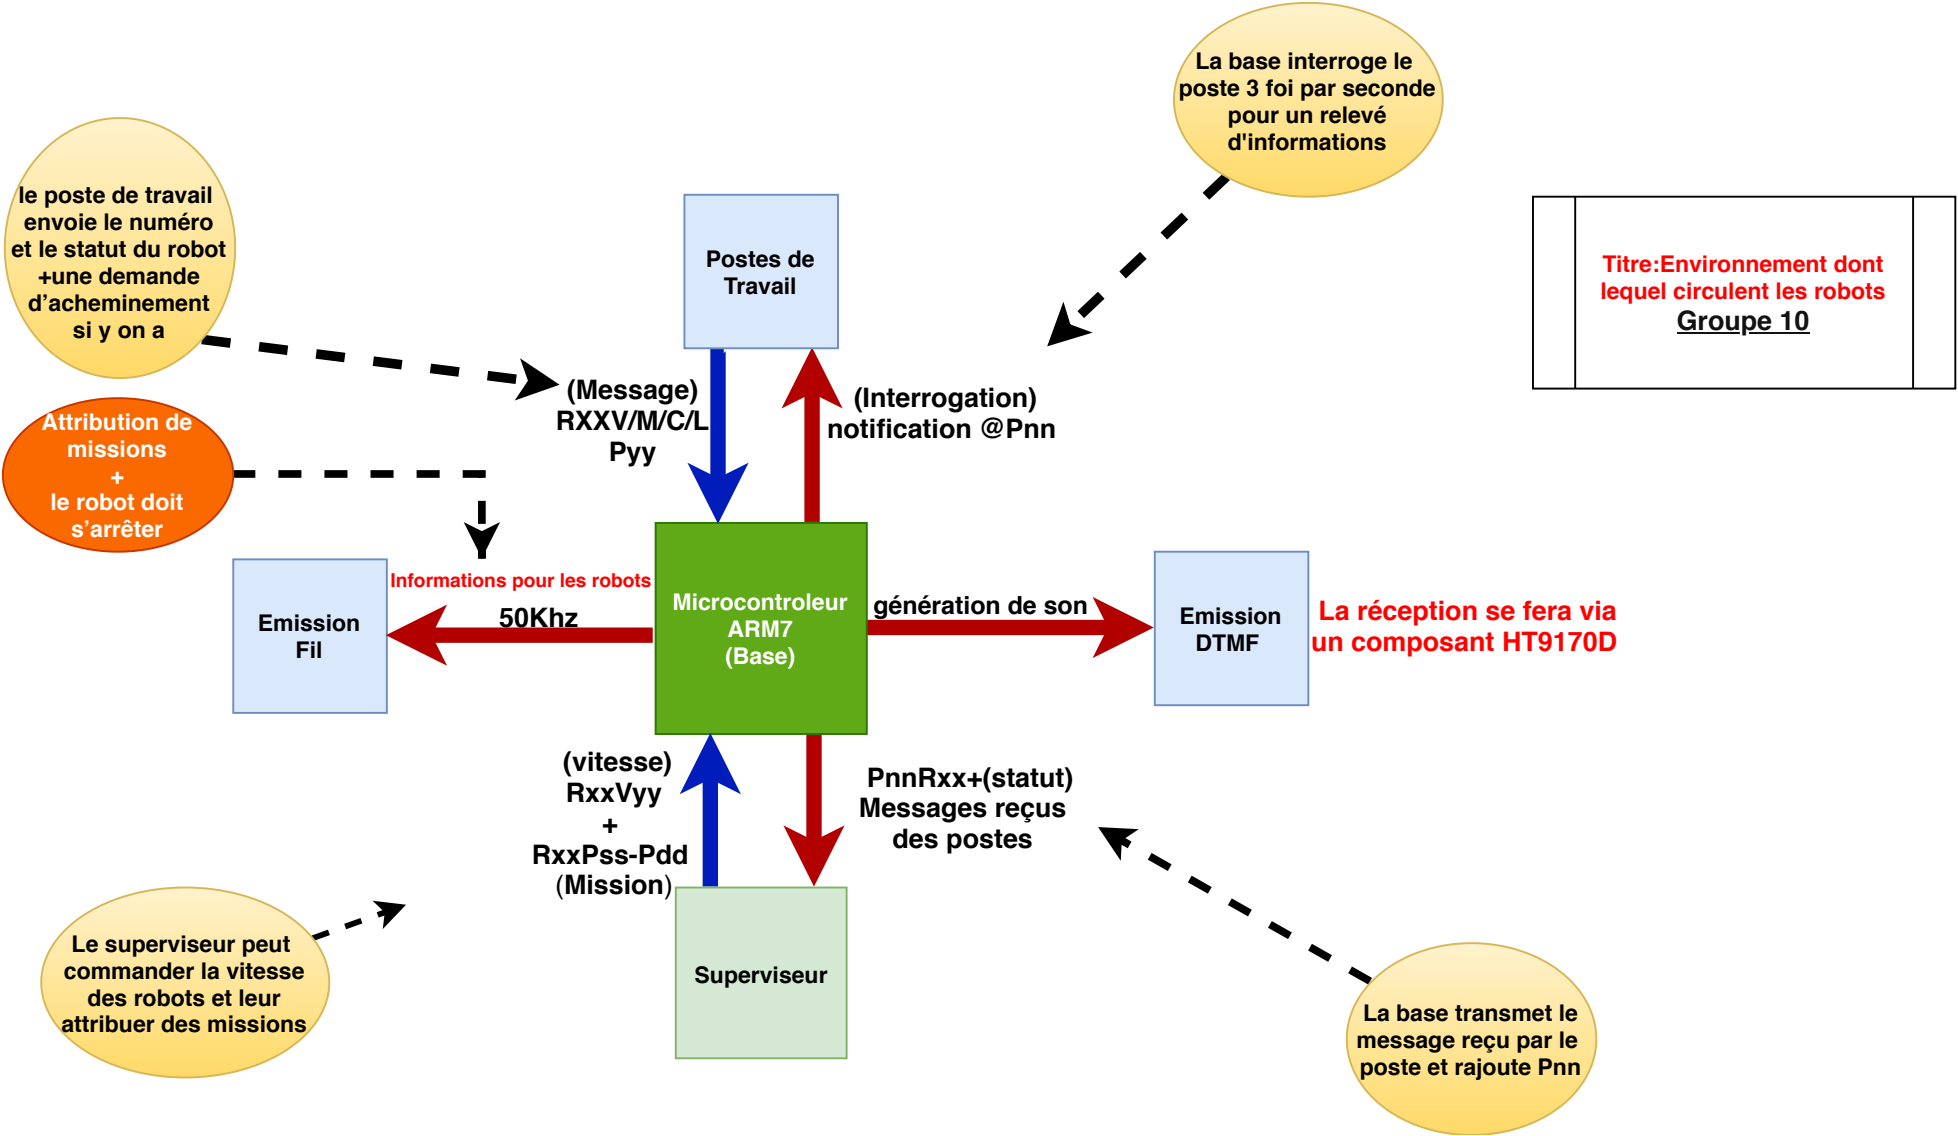 La base interroge le
poste 3 foi par seconde
pour un relevé
d'informations
le poste de travail
envoie le numéro
et le statut du robot
+une demande
d’acheminement
si y on a
Postes de
Travail
Titre:Environnement dont
lequel circulent les robots
Groupe 10
(Message)
RXXV/M/C/L
Pyy
(Interrogation)
notification @Pnn
Attribution de
missions
+
le robot doit
s’arrêter
Informations pour les robots
50Khz
Emission
Fil
Microcontroleur
ARM7
(Base)
génération de son
Emission
DTMF
La réception se fera via
un composant HT9170D
(vitesse)
RxxVyy
+
RxxPss-Pdd
(Mission)
PnnRxx+(statut)
Messages reçus
des postes
Superviseur
Le superviseur peut
commander la vitesse
des robots et leur
attribuer des missions
La base transmet le
message reçu par le
poste et rajoute Pnn